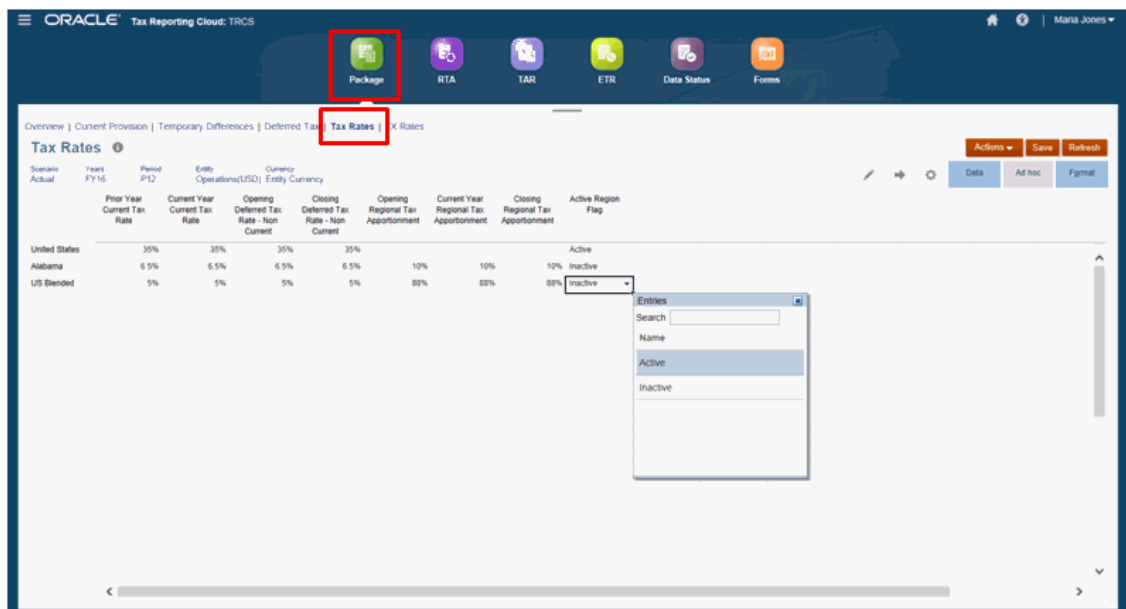 ORACLE® Tax Reporting Cloud: TRCS
Maria Jones
Package RTA TAR ETR Data Status Forms
Overview | Current Provision | Temporary Differences | Deferred Tax | Tax Rates | X Rates
Tax Rates
Actions Save Refresh
Scenario Years Period Entity Currency
Actual FY16 P12 Operations(USD) Entity Currency
Data Ad hoc Format
Prior Year Current Year Opening Closing Opening Current Year Closing Active Region
Current Tax Current Tax Deferred Tax Deferred Tax Regional Tax Regional Tax Regional Tax Flag
Rate Rate Rate - Non Rate - Non Apportionment Apportionment Apportionment
Current Current
United States 35% 35% 35% 35% Active
Alabama 6.5% 6.5% 6.5% 6.5% 10% 10% 10% Inactive
US Blended 5% 5% 5% 5% 88% 88% 88% Inactive
Entries
Search
Name
Active
Inactive